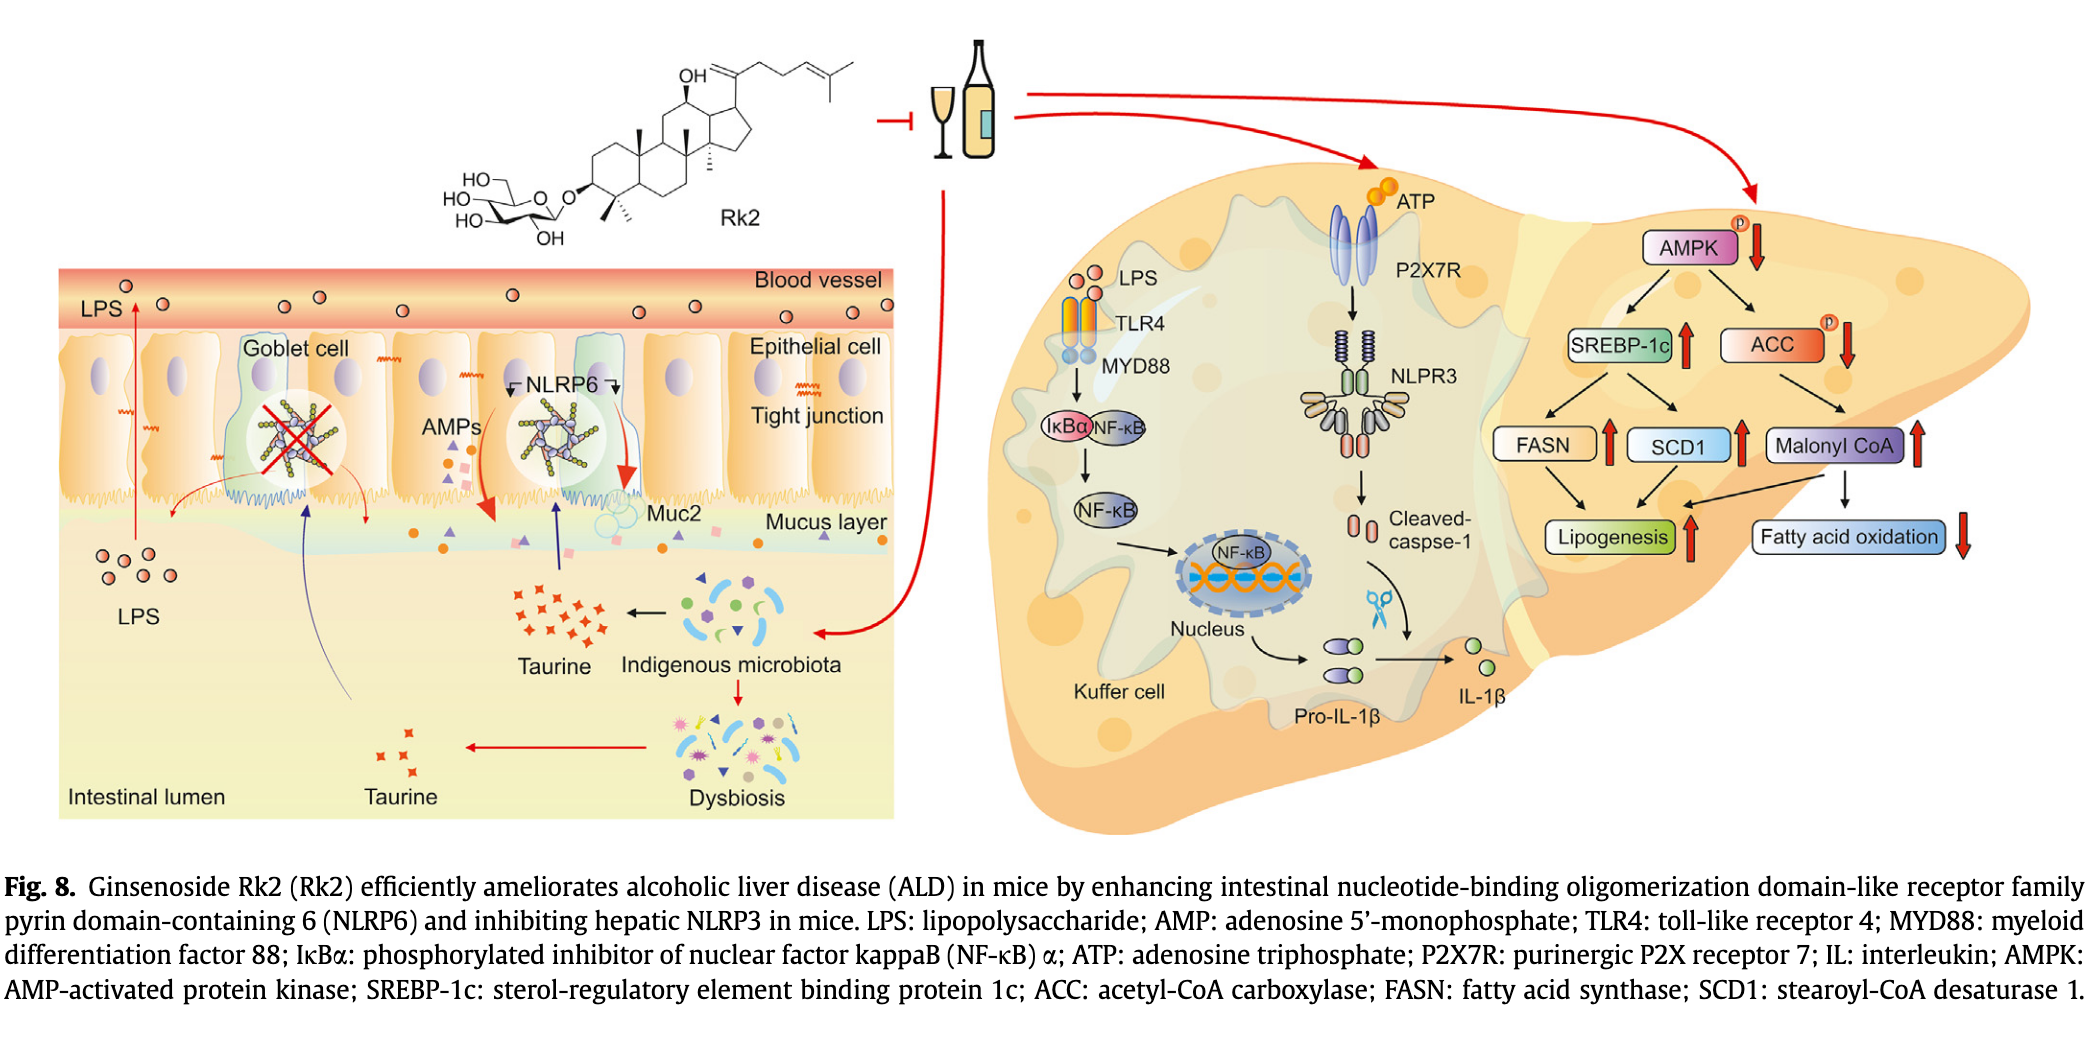 OH
HO
HO
HO
OH
O
O
Rk2
Blood vessel
LPS
Goblet cell
Epithelial cell
NLRP6
Tight junction
AMPs
Muc2
Mucus layer
LPS
Taurine
Indigenous microbiota
Intestinal lumen
Taurine
Dysbiosis
ATP
P2X7R
LPS
TLR4
MYD88
IκBα
NF-κB
NF-κB
NF-κB
Nucleus
Kuffer cell
NLPR3
Cleaved-
caspse-1
Pro-IL-1β
IL-1β
AMPK
p
SREBP-1c
ACC
p
FASN
SCD1
Malonyl CoA
Lipogenesis
Fatty acid oxidation
Fig. 8. Ginsenoside Rk2 (Rk2) efficiently ameliorates alcoholic liver disease (ALD) in mice by enhancing intestinal nucleotide-binding oligomerization domain-like receptor family
pyrin domain-containing 6 (NLRP6) and inhibiting hepatic NLRP3 in mice. LPS: lipopolysaccharide; AMP: adenosine 5’-monophosphate; TLR4: toll-like receptor 4; MYD88: myeloid
differentiation factor 88; IκBα: phosphorylated inhibitor of nuclear factor kappaB (NF-κB) α; ATP: adenosine triphosphate; P2X7R: purinergic P2X receptor 7; IL: interleukin; AMPK:
AMP-activated protein kinase; SREBP-1c: sterol-regulatory element binding protein 1c; ACC: acetyl-CoA carboxylase; FASN: fatty acid synthase; SCD1: stearoyl-CoA desaturase 1.